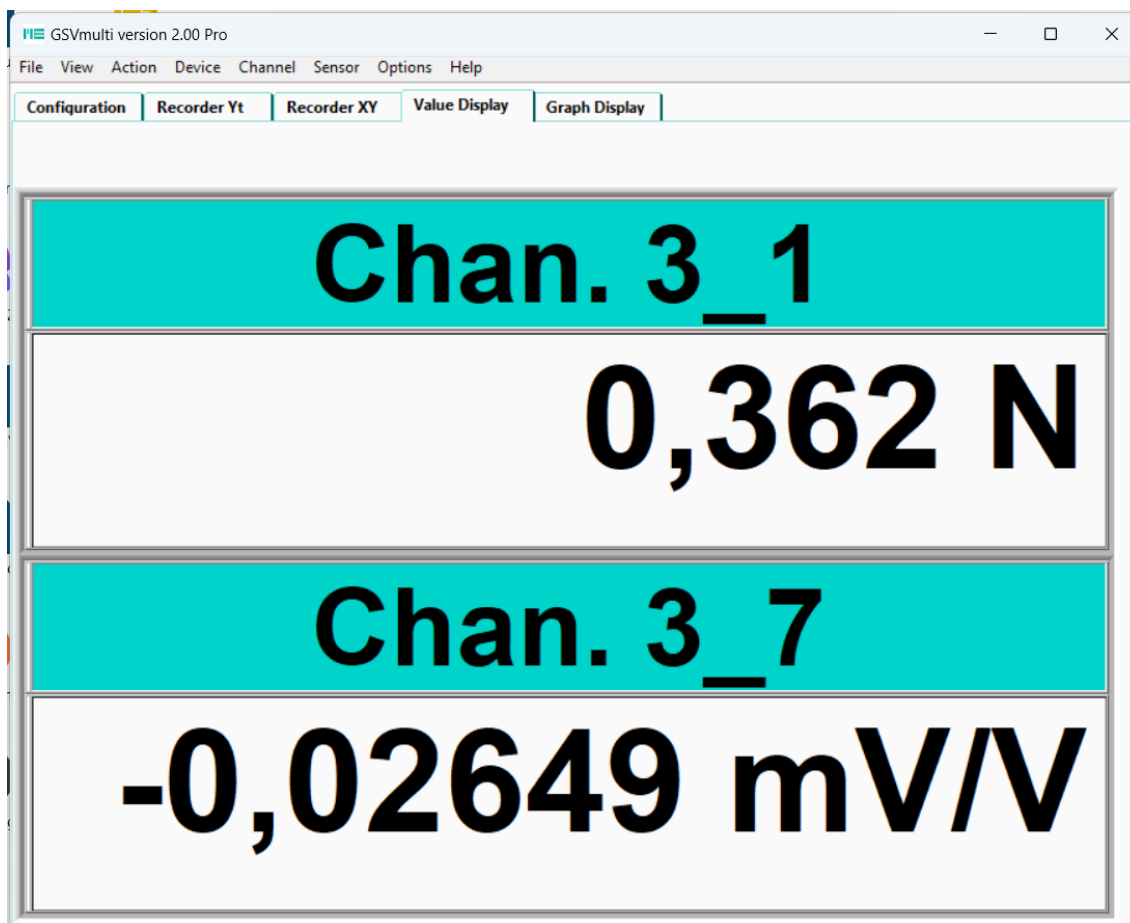 GSVmulti version 2.00 Pro
File View Action Device Channel Sensor Options Help
Configuration Recorder Yt Recorder XY Value Display Graph Display
Chan. 3_1
0,362 N
Chan. 3_7
-0,02649 mV/V